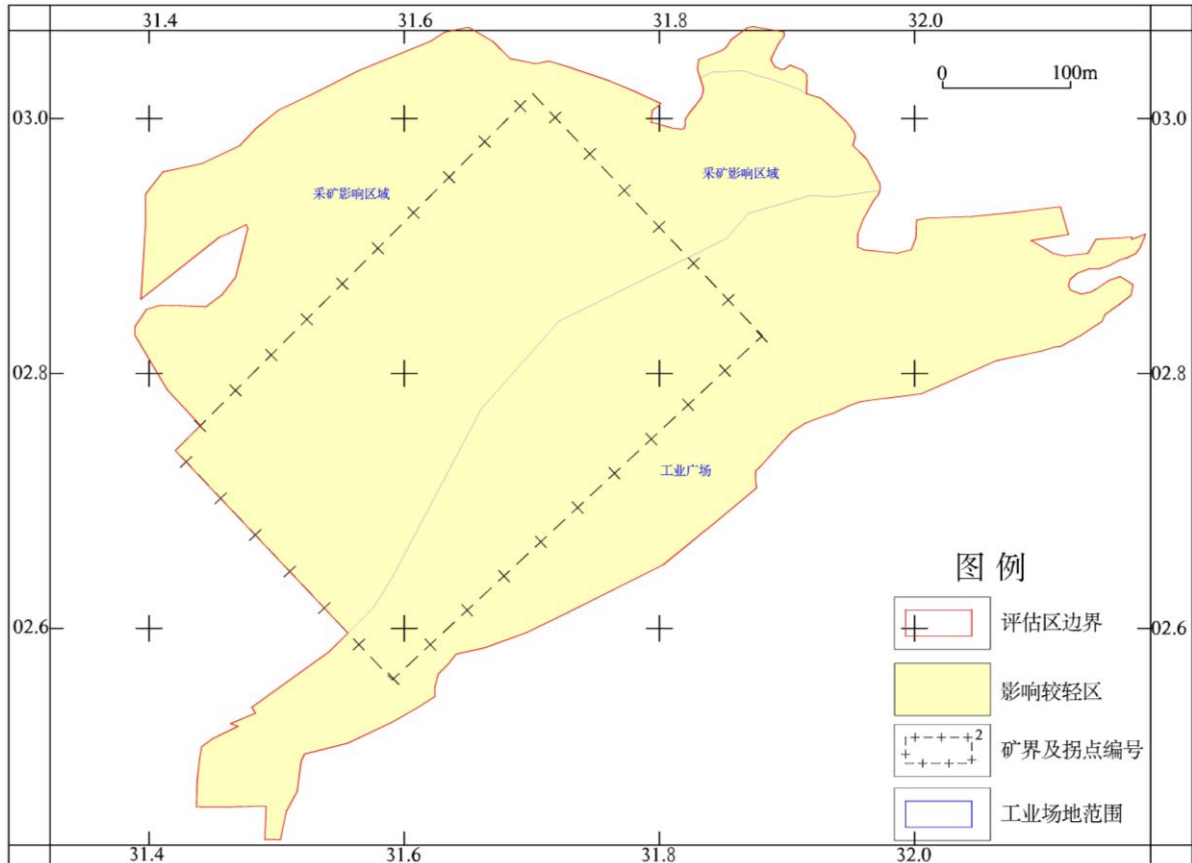 31.4 31.6 31.8 32.0
0 100m
03.0 03.0
采矿影响区域 采矿影响区域
02.8 02.8
工业广场
图 例
02.6 02.6
评估区边界
影响较轻区
2
矿界及拐点编号
工业场地范围
31.4 31.6 31.8 32.0